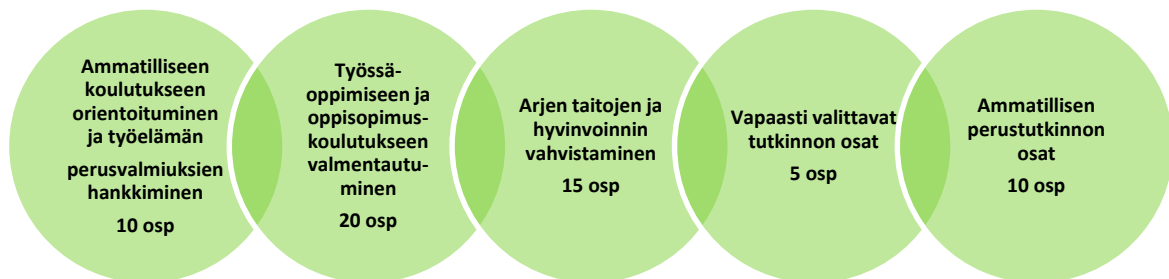 Ammatilliseen
koulutukseen
orientoituminen
ja työelämän
perusvalmiuksien
hankkiminen
10 osp
Työssä-
oppimiseen ja
oppisopimus-
koulutukseen
valmentautu-
minen
20 osp
Arjen taitojen ja
hyvinvoinnin
vahvistaminen
15 osp
Vapaasti valittavat
tutkinnon osat
5 osp
Ammatillisen
perustutkinnon
osat
10 osp